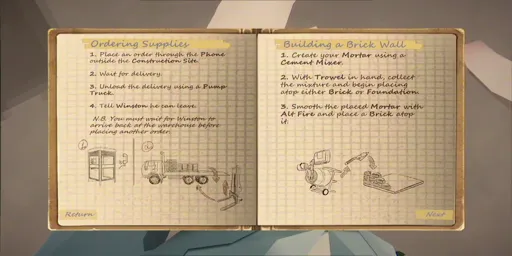 Ordering Supplies
1. Place an order through the Phone
outside the Construction Site.
2. Wait for delivery.
3. Unload the delivery using a Pump
Truck.
4. Tell Winston he can leave.
N.B. You must wait for Winston to
arrive back at the warehouse before
placing another order.
Return
Building a Brick Wall
1. Create your Mortar using a
Cement Mixer.
2. With Trowel in hand, collect
the mixture and begin placing
atop either Brick or Foundation.
3. Smooth the placed Mortar with
Alt Fire and place a Brick atop
it.
Next